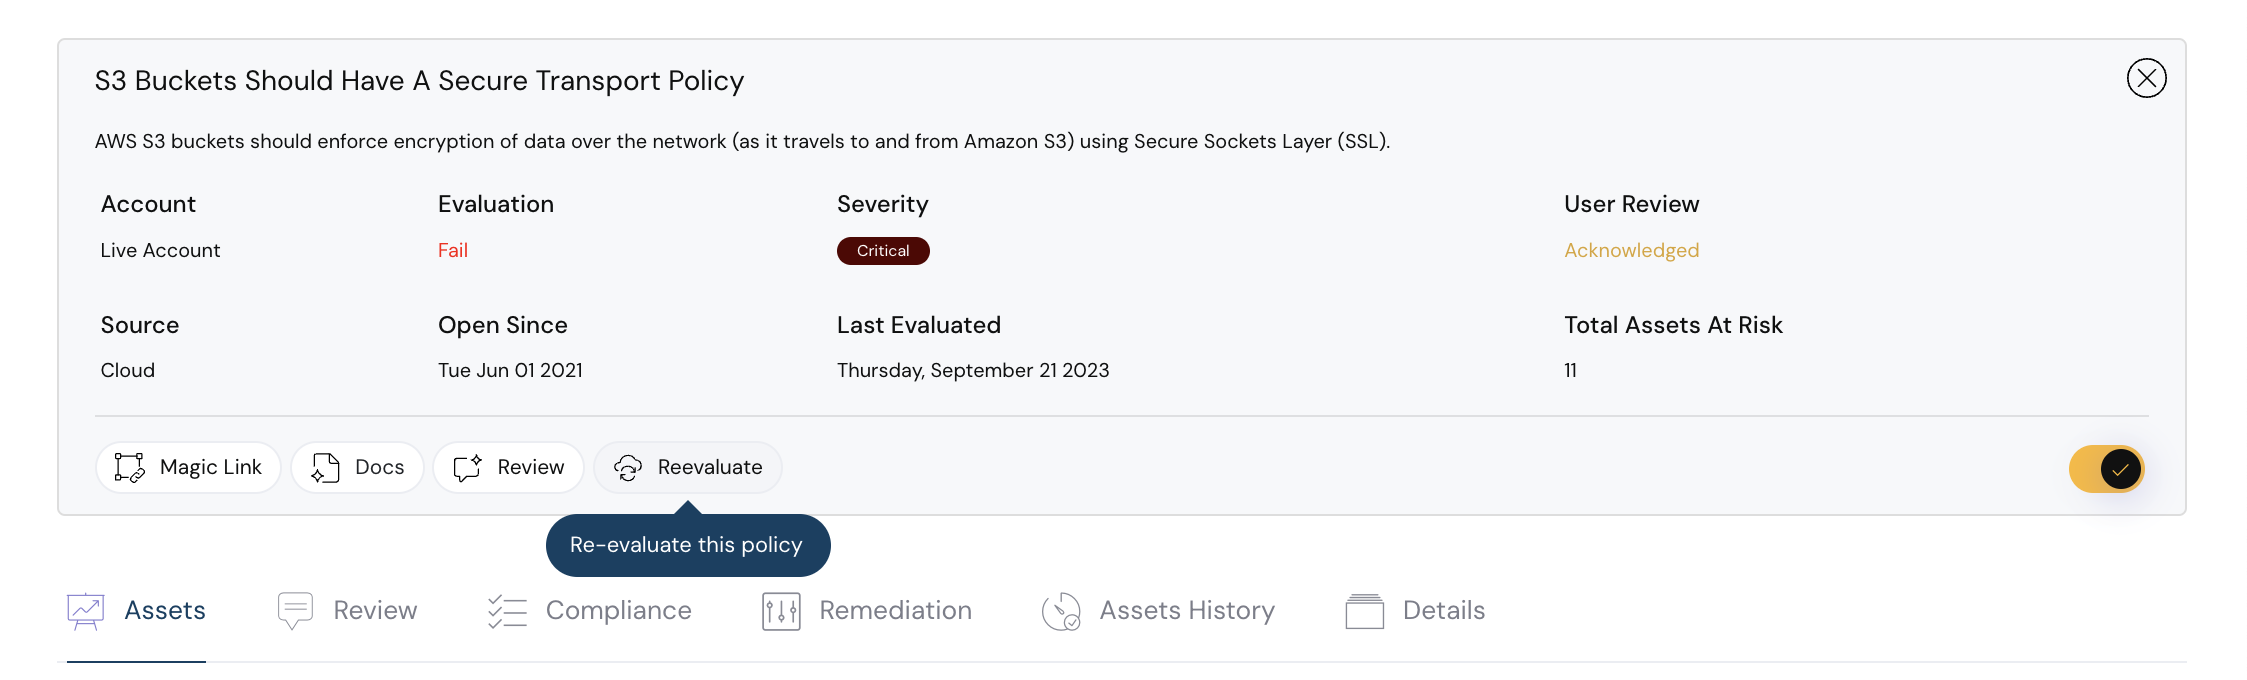 S3 Buckets Should Have A Secure Transport Policy
AWS S3 buckets should enforce encryption of data over the network (as it travels to and from Amazon S3) using Secure Sockets Layer (SSL).
Account Evaluation Severity User Review
Live Account Fail Critical Acknowledged
Source Open Since Last Evaluated Total Assets At Risk
Cloud Tue Jun 01 2021 Thursday, September 21 2023 11
Magic Link Docs Review Reevaluate
Re-evaluate this policy
Assets Review Compliance Remediation Assets History Details